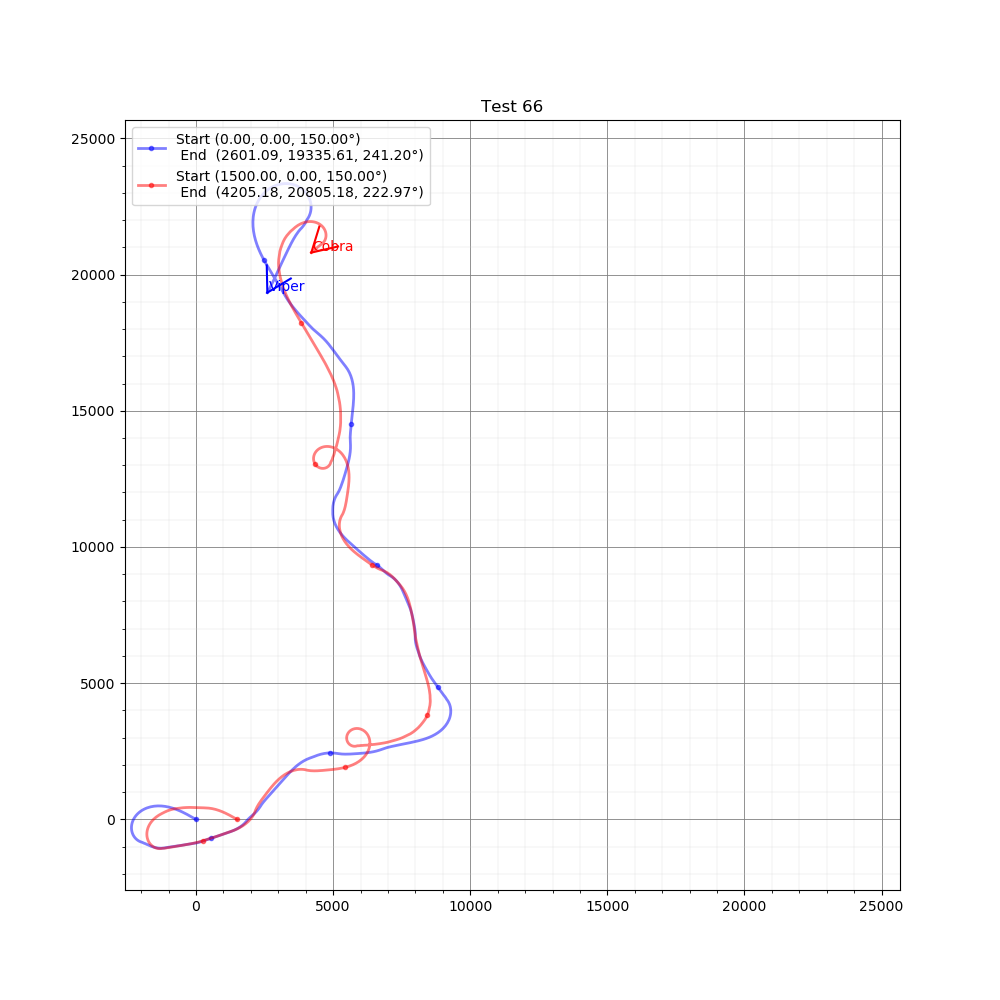 Test 66
Start (0.00, 0.00, 150.00°)
End (2601.09, 19335.61, 241.20°)
Start (1500.00, 0.00, 150.00°)
End (4205.18, 20805.18, 222.97°)
25000
20000
15000
10000
5000
0
Cobra
Viper
0
5000
10000
15000
20000
25000